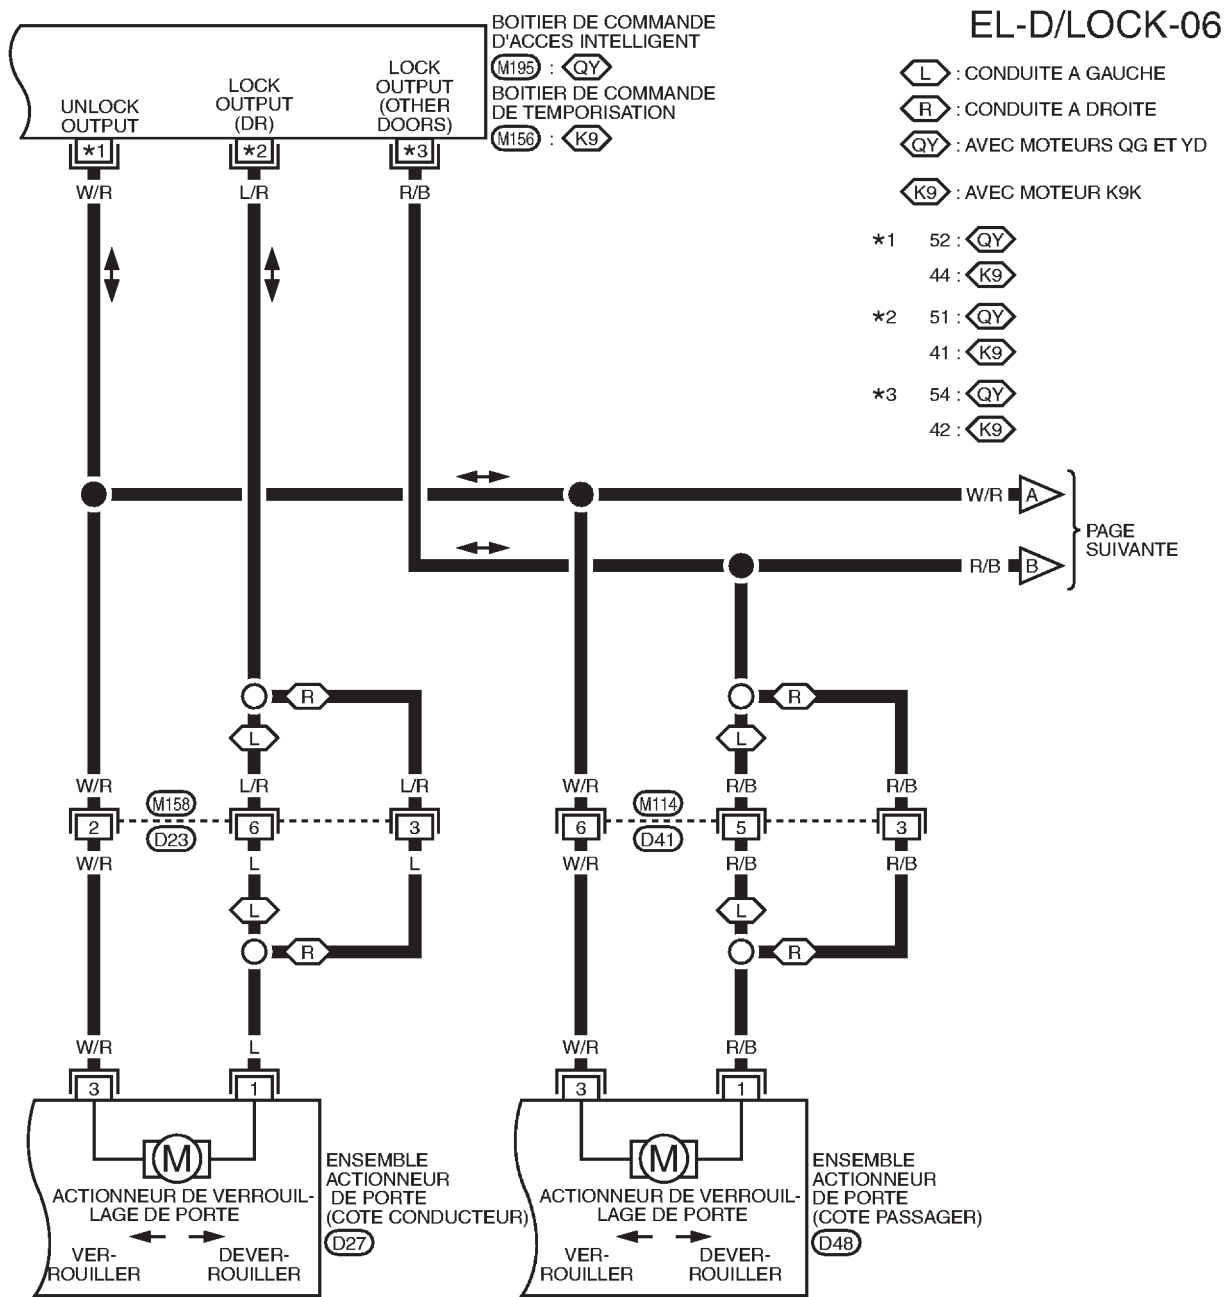 EL-D/LOCK-06
BOITIER DE COMMANDE
D'ACCES INTELLIGENT
M195 : QY
BOITIER DE COMMANDE
DE TEMPORISATION
M156 : K9
UNLOCK
OUTPUT
LOCK
OUTPUT
(DR)
LOCK
OUTPUT
(OTHER
DOORS)
L : CONDUITE A GAUCHE
R : CONDUITE A DROITE
QY : AVEC MOTEURS QG ET YD
K9 : AVEC MOTEUR K9K
*1 *2 *3
W/R L/R R/B
*1 52 : QY
44 : K9
*2 51 : QY
41 : K9
*3 54 : QY
42 : K9
W/R A
R/B B
PAGE
SUIVANTE
R R
L L
W/R L/R L/R W/R R/B R/B
M158 M114
2 6 3 6 5 3
D23 D41
W/R L L W/R R/B R/B
L L
R R
W/R L W/R R/B
3 1 3 1
M
ACTIONNEUR DE VERROUIL-
LAGE DE PORTE
VER-
ROUILLER
DEVER-
ROUILLER
ENSEMBLE
ACTIONNEUR
DE PORTE
(COTE CONDUCTEUR)
D27
M
ACTIONNEUR DE VERROUIL-
LAGE DE PORTE
VER-
ROUILLER
DEVER-
ROUILLER
ENSEMBLE
ACTIONNEUR
DE PORTE
(COTE PASSAGER)
D48